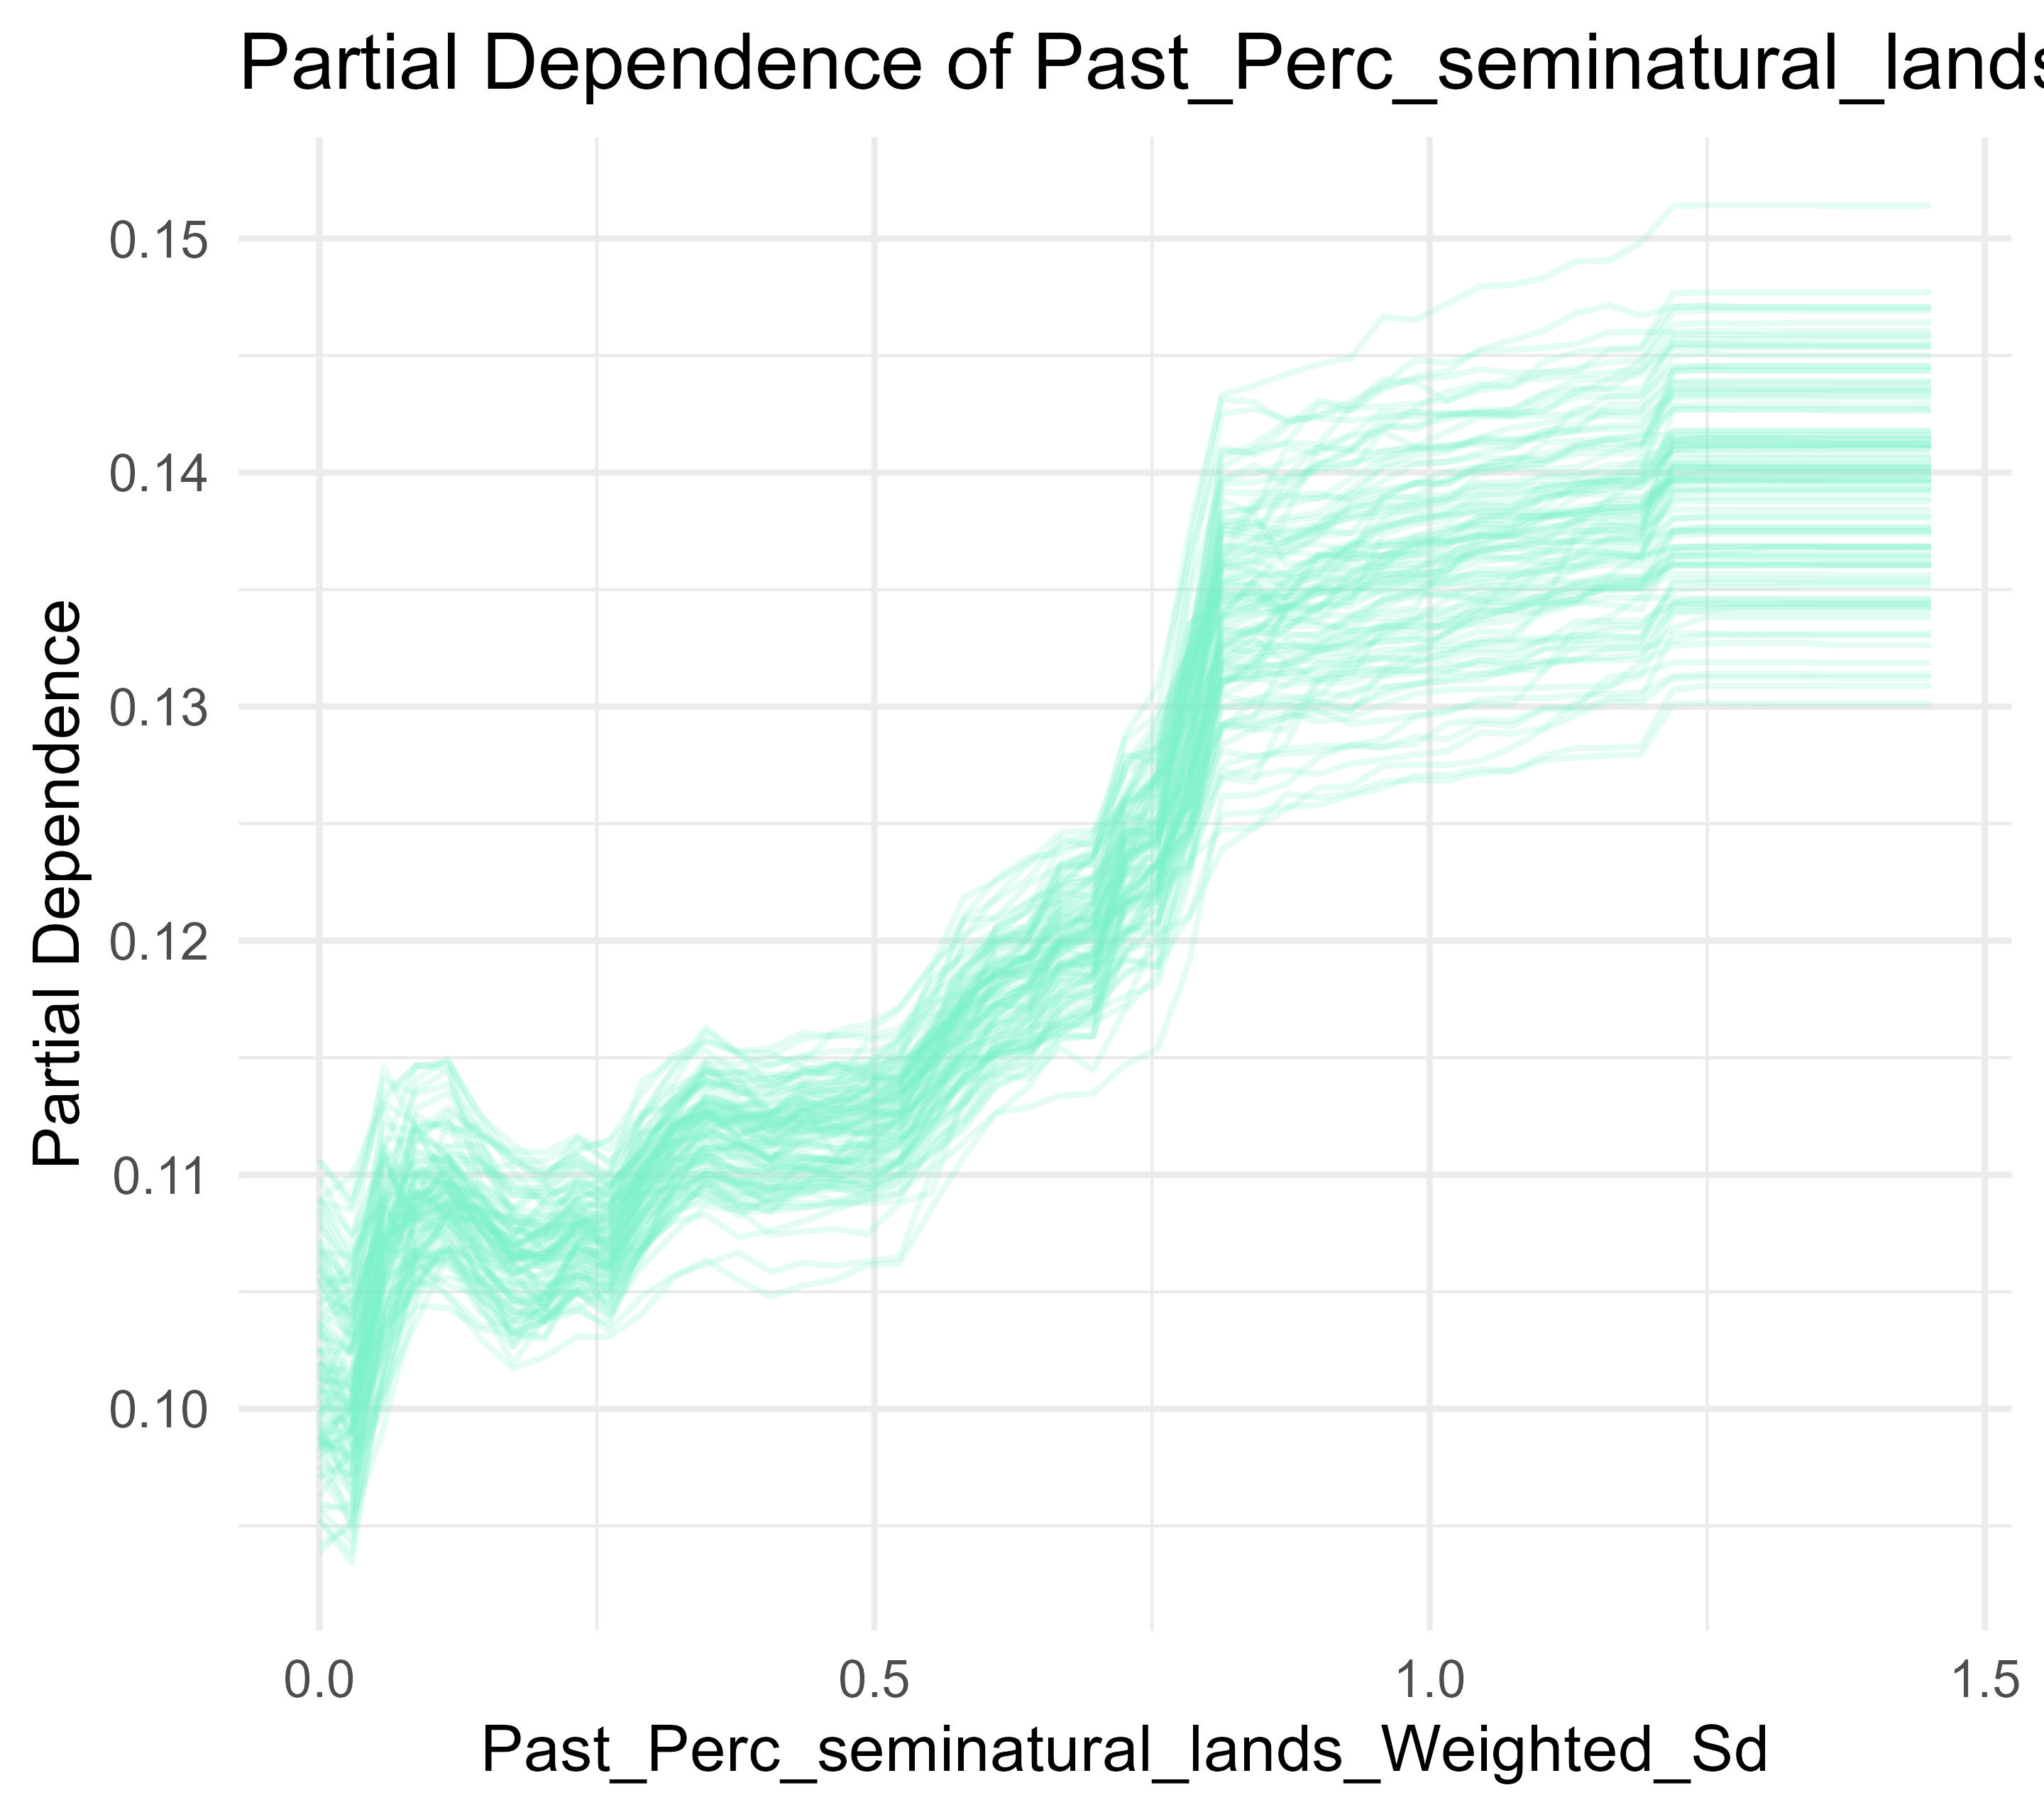 Partial Dependence of Past_Perc_seminatural_lands
Partial Dependence
0.15
0.14
0.13
0.12
0.11
0.10
0.0 0.5 1.0 1.5
Past_Perc_seminatural_lands_Weighted_Sd